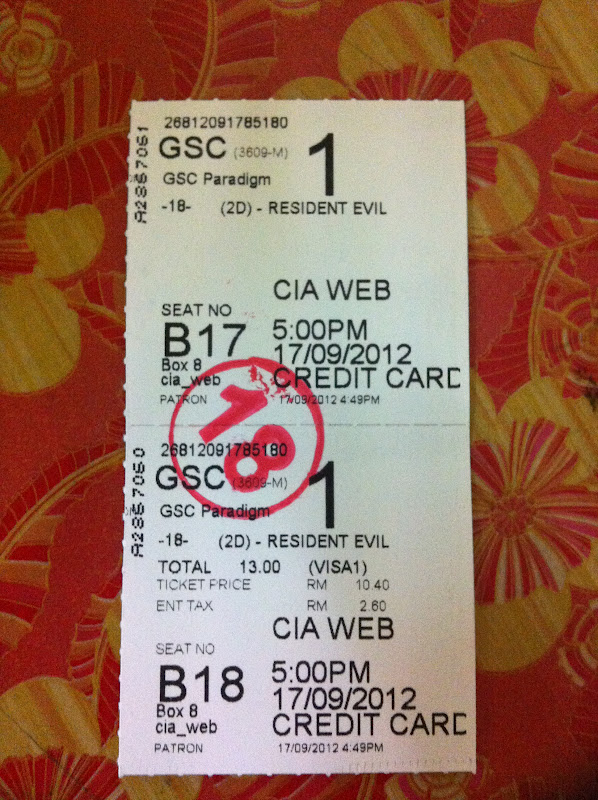 A2867061
26812091785180
GSC (3609-M) 1
GSC Paradigm
-18- (2D) - RESIDENT EVIL
CIA WEB
SEAT NO
B17 5:00PM
17/09/2012
Box 8
cia_web CREDIT CARD
PATRON 17/09/2012 4:49PM
18
A2867060
26812091785180
GSC (3609-M) 1
GSC Paradigm
-18- (2D) - RESIDENT EVIL
TOTAL 13.00 (VISA1)
TICKET PRICE RM 10.40
ENT TAX RM 2.60
CIA WEB
SEAT NO
B18 5:00PM
17/09/2012
Box 8
cia_web CREDIT CARD
PATRON 17/09/2012 4:49PM